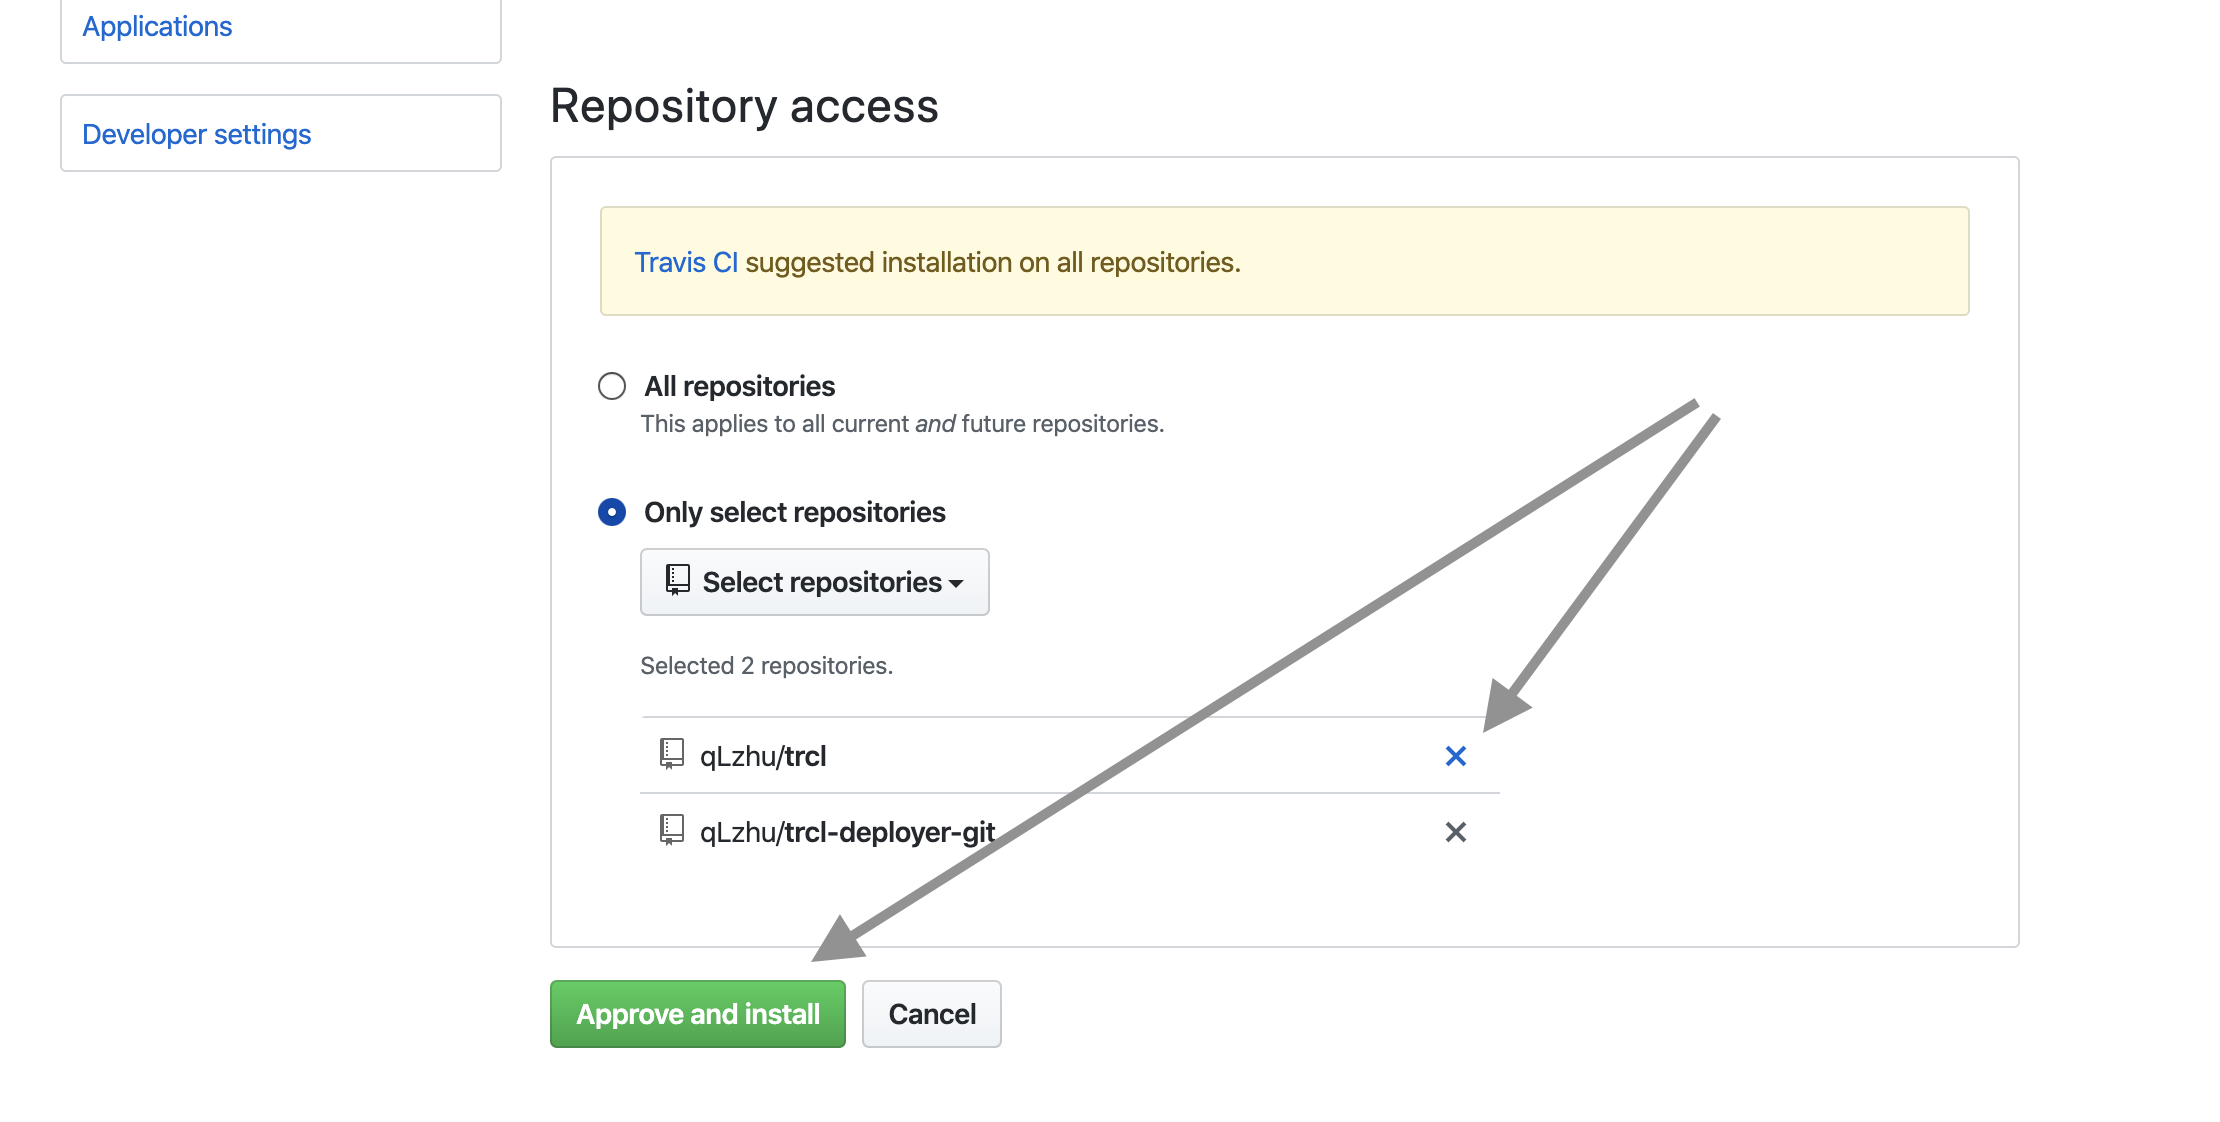 Applications
Developer settings
Repository access
Travis CI suggested installation on all repositories.
All repositories
This applies to all current and future repositories.
Only select repositories
Select repositories
Selected 2 repositories.
qLzhu/trcl
qLzhu/trcl-deployer-git
Approve and install
Cancel